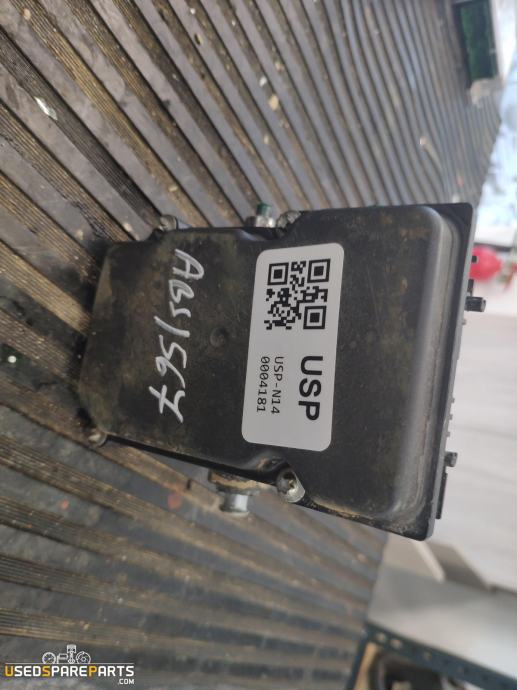 ABS1567
USP
USP-N14
0004181
USEDSPAREPARTS
.COM